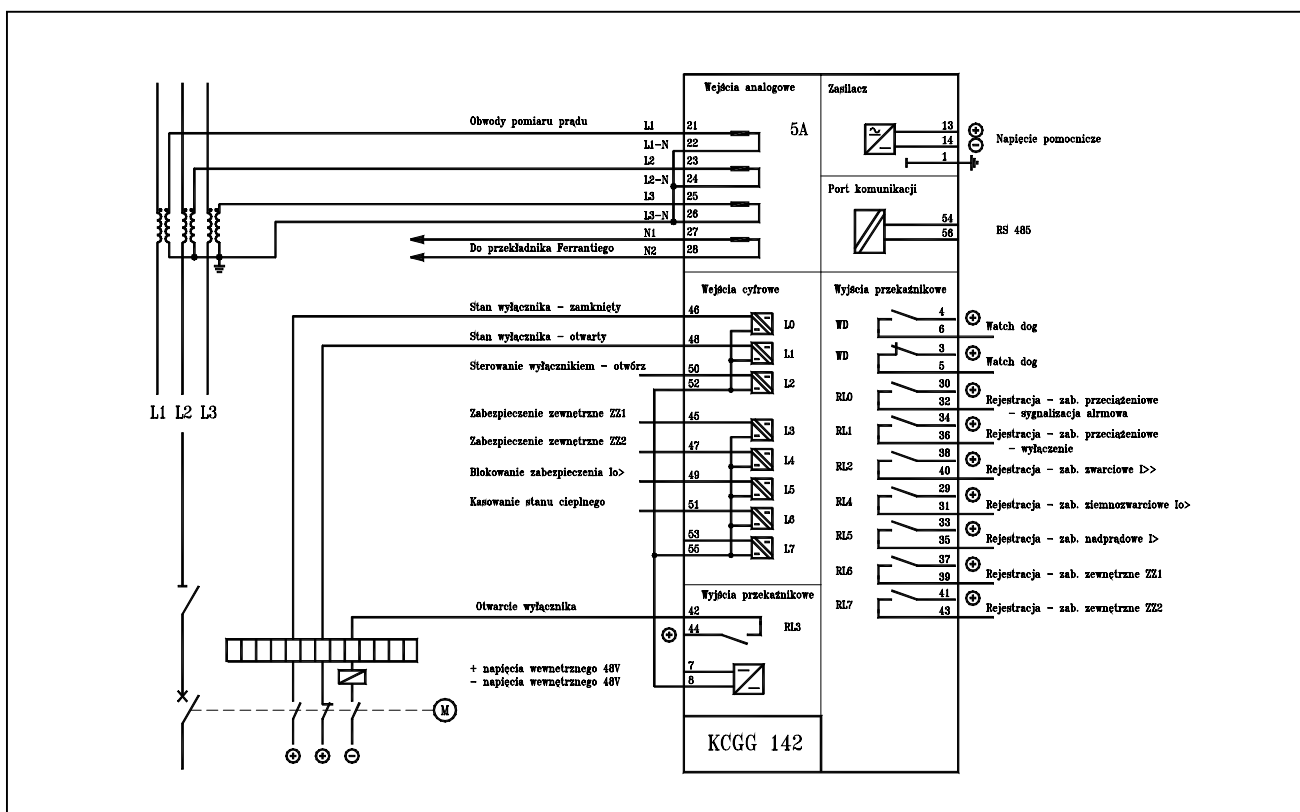 Wejścia analogowe
5A
Obwody pomiaru prądu
L1 21
L1-N 22
L2 23
L2-N 24
L3 25
L3-N 26
N1 27
Do przekładnika Ferrantiego
N2 28
Zasilacz
13
14
1
Napięcie pomocnicze
Port komunikacji
54
56
RS 485
L1 L2 L3
Wejścia cyfrowe
Stan wyłącznika - zamknięty 46 L0
Stan wyłącznika - otwarty 48 L1
Sterowanie wyłącznikiem - otwórz 50 L2
52
Zabezpieczenie zewnętrzne ZZ1 45 L3
Zabezpieczenie zewnętrzne ZZ2 47 L4
Blokowanie zabezpieczenia Io> 49 L5
Kasowanie stanu cieplnego 51 L6
53
55 L7
Wyjścia przekaźnikowe
WD 4
6 Watch dog
WD 3
5 Watch dog
RL0 30
32 Rejestracja - zab. przeciążeniowe
- sygnalizacja alrmowa
RL1 34
36 Rejestracja - zab. przeciążeniowe
- wyłączenie
RL2 38
40 Rejestracja - zab. zwarciowe I>>
RL4 29
31 Rejestracja - zab. ziemnozwarciowe Io>
RL5 33
35 Rejestracja - zab. nadprądowe I>
RL6 37
39 Rejestracja - zab. zewnętrzne ZZ1
RL7 41
43 Rejestracja - zab. zewnętrzne ZZ2
Wyjścia przekaźnikowe
Otwarcie wyłącznika 42
44 RL3
+ napięcia wewnetrznego 48V 7
- napięcia wewnętrznego 48V 8
M
KCGG 142